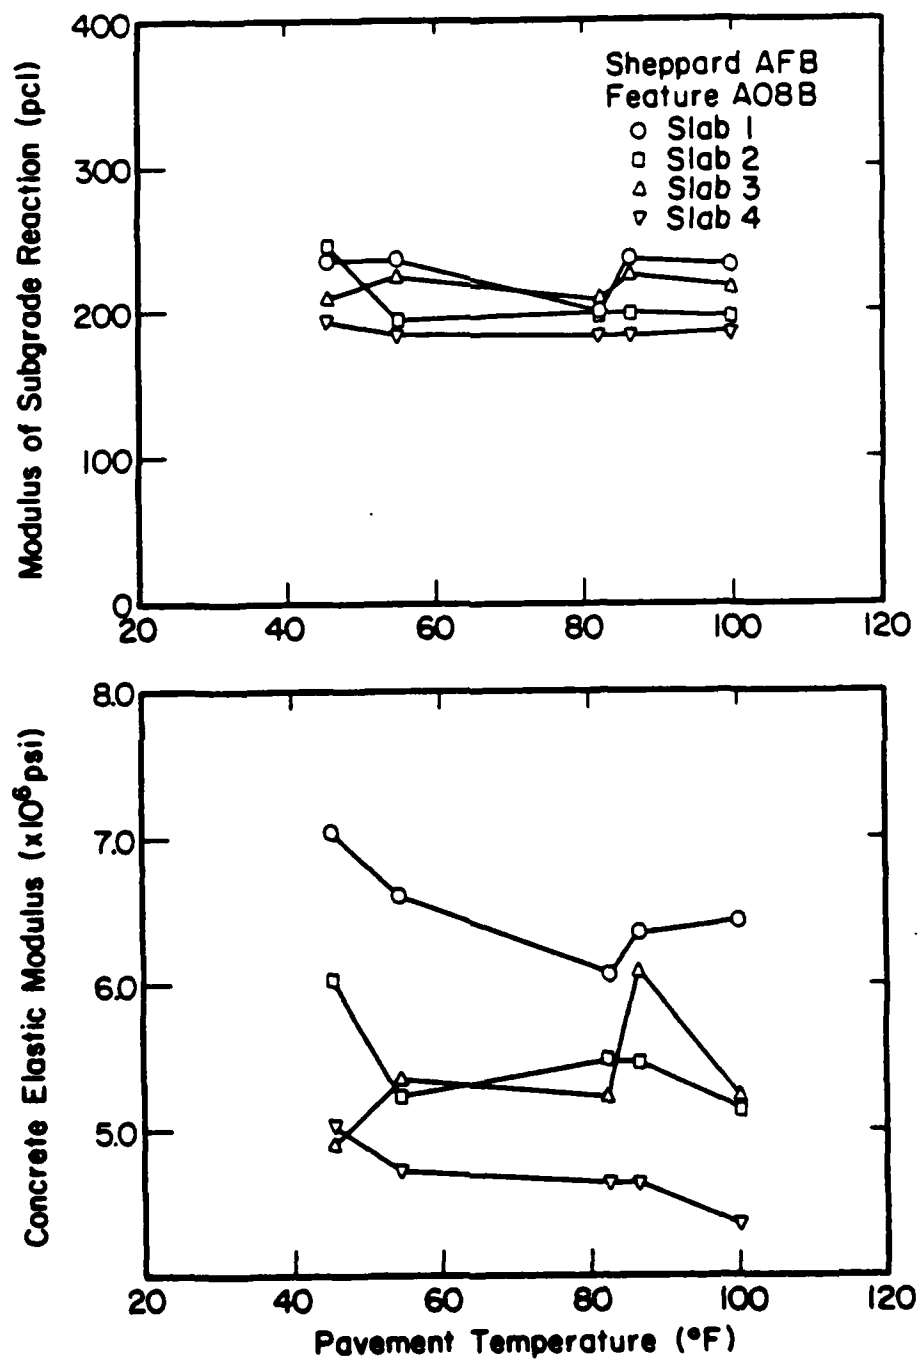 400
300
200
100
0
Modulus of Subgrade Reaction (pci)
Sheppard AFB
Feature A08B
Slab 1
Slab 2
Slab 3
Slab 4
20 40 60 80 100 120
8.0
7.0
6.0
5.0
Concrete Elastic Modulus (x10⁶psi)
20 40 60 80 100 120
Pavement Temperature (°F)